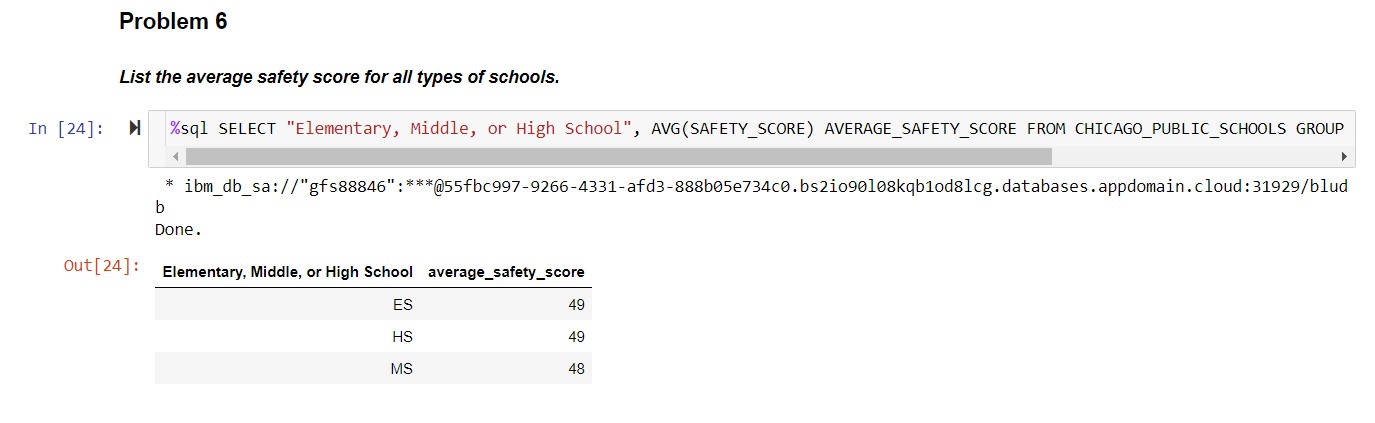 Problem 6
List the average safety score for all types of schools.
In [24]: %sql SELECT "Elementary, Middle, or High School", AVG(SAFETY_SCORE) AVERAGE_SAFETY_SCORE FROM CHICAGO_PUBLIC_SCHOOLS GROUP
* ibm_db_sa://"gfs88846":***@55fbc997-9266-4331-afd3-888b05e734c0.bs2io90l08kqb1od8lcg.databases.appdomain.cloud:31929/blud
b
Done.
Out[24]: Elementary, Middle, or High School average_safety_score
ES 49
HS 49
MS 48